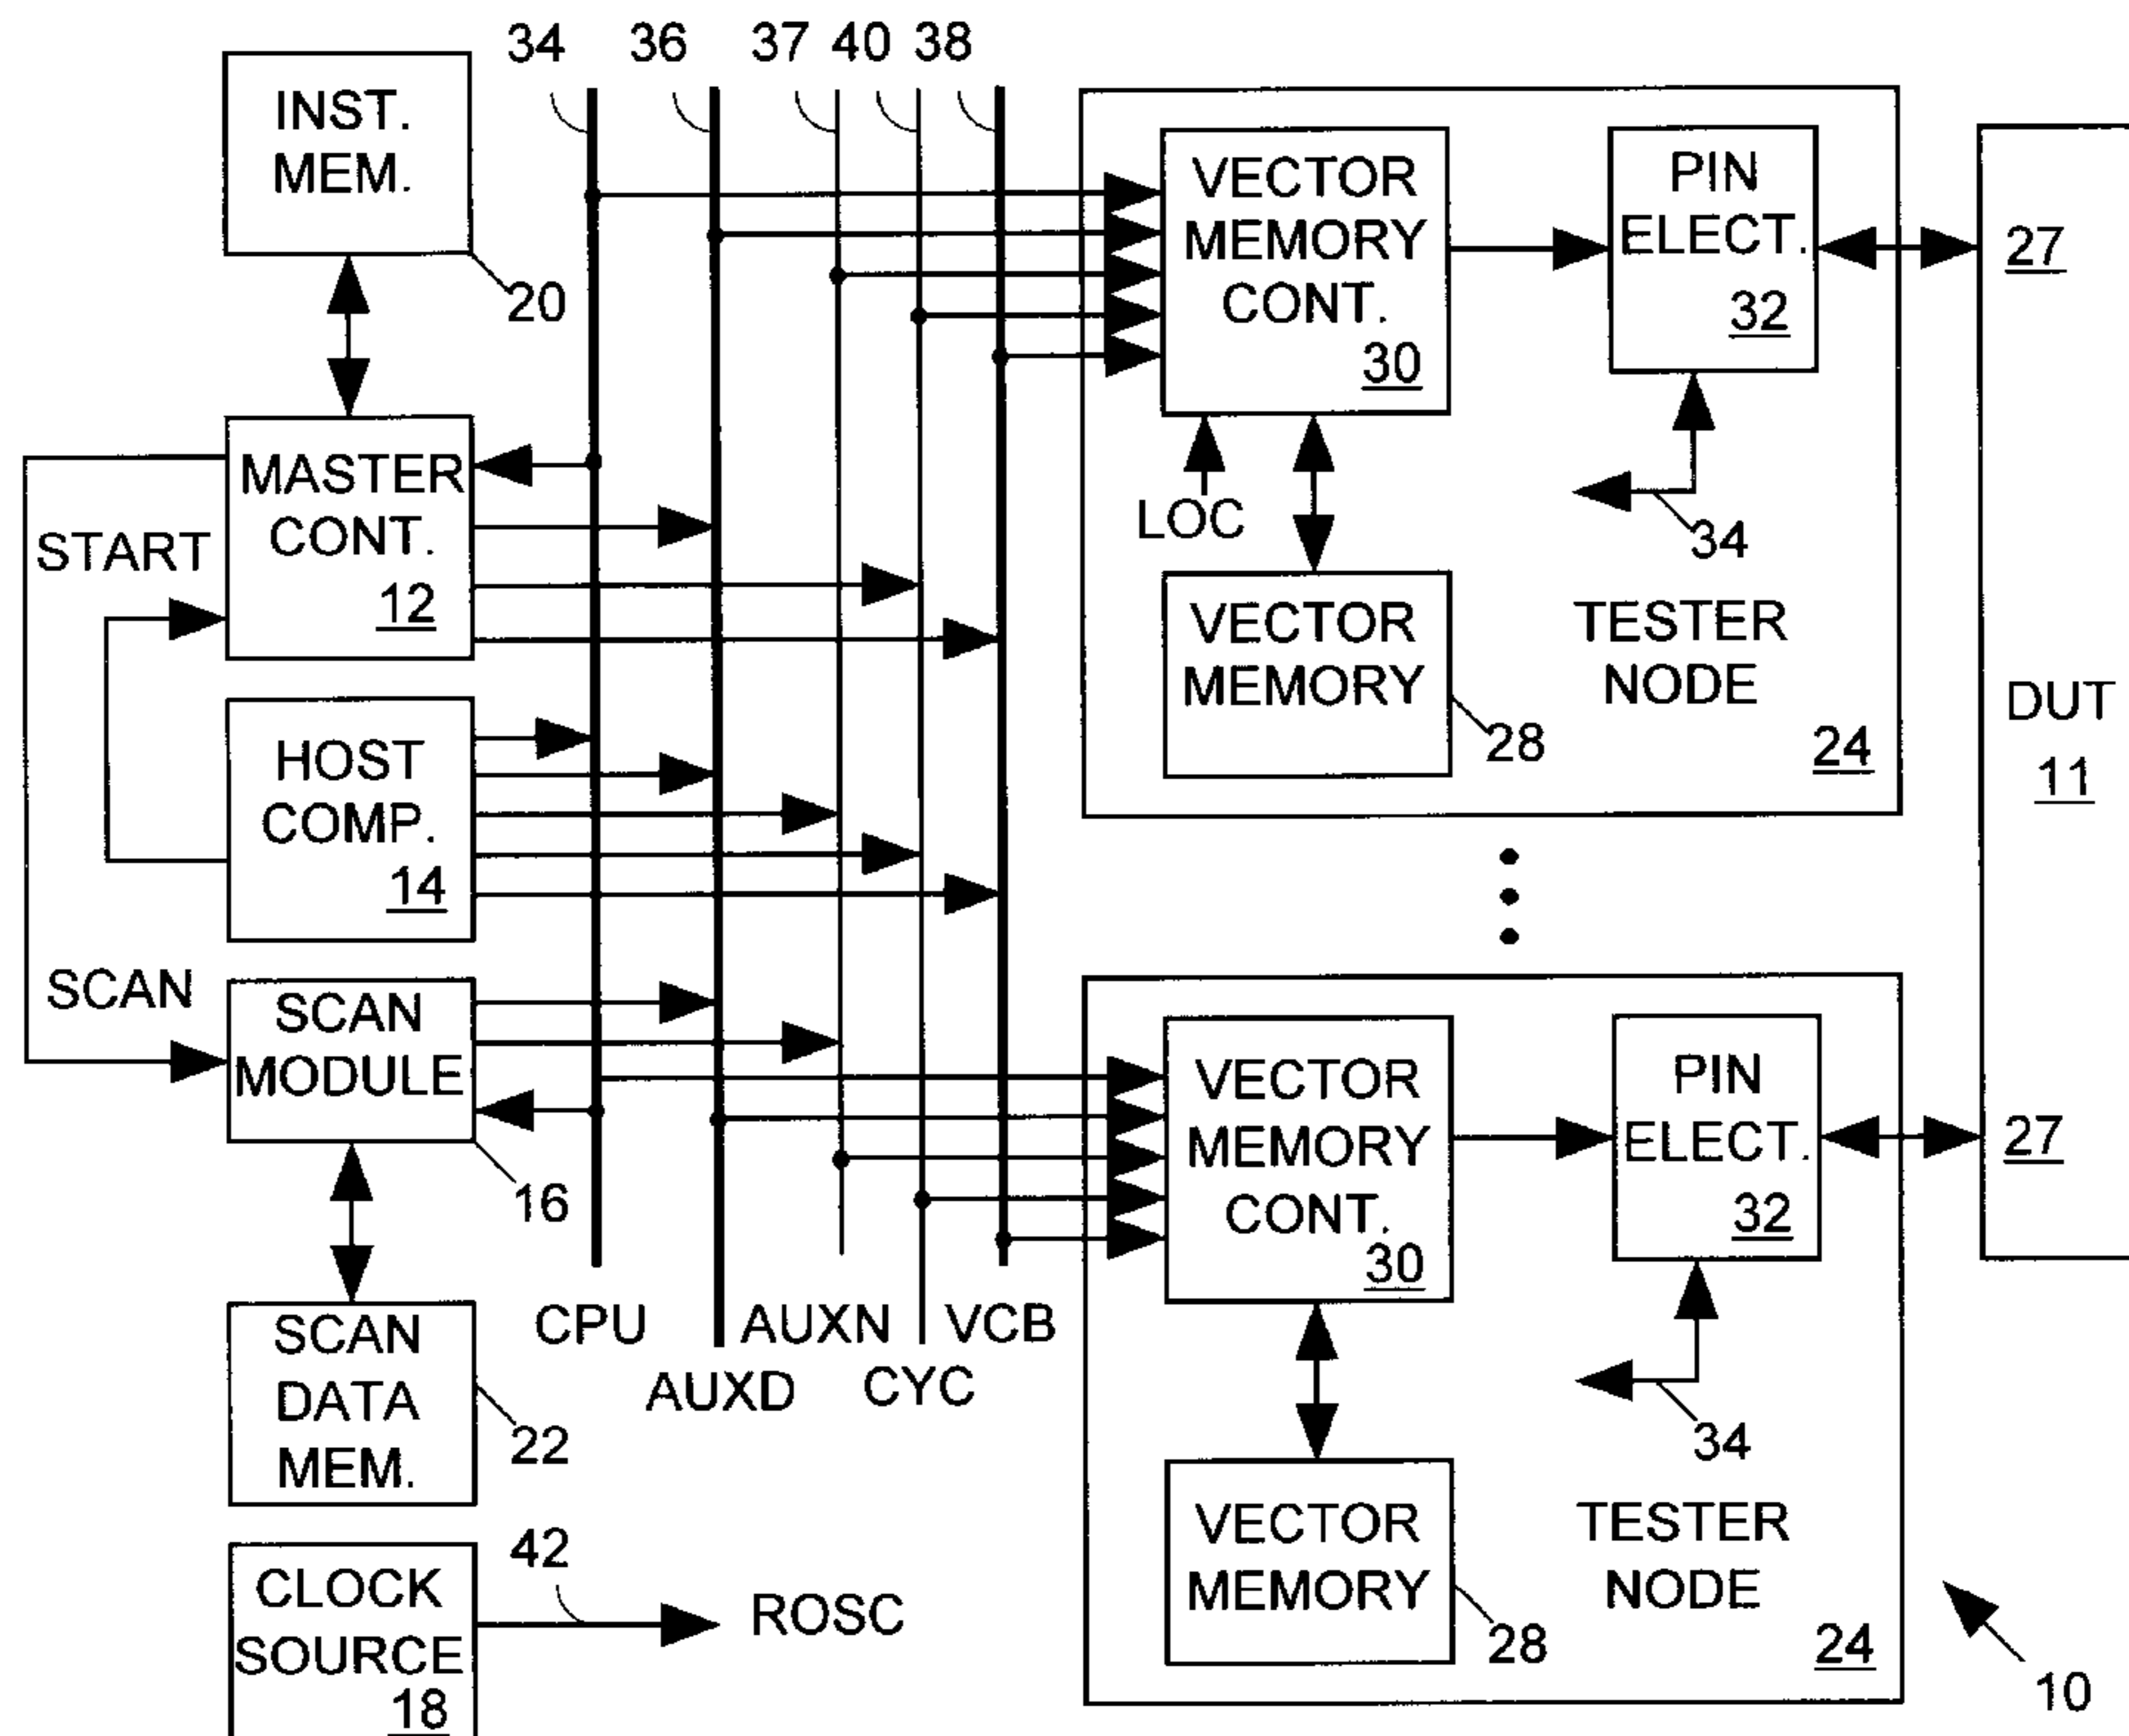 34 36 37 40 38
INST.
MEM.
20
MASTER
CONT.
12
START
HOST
COMP.
14
SCAN
SCAN
MODULE
16
SCAN
DATA
MEM.
22
CLOCK
SOURCE
18
42
ROSC
CPU
AUXD
AUXN
CYC
VCB
VECTOR
MEMORY
CONT.
30
PIN
ELECT.
32
27
LOC
34
VECTOR
MEMORY
28
TESTER
NODE
24
DUT
11
VECTOR
MEMORY
CONT.
30
PIN
ELECT.
32
27
34
VECTOR
MEMORY
28
TESTER
NODE
24
10